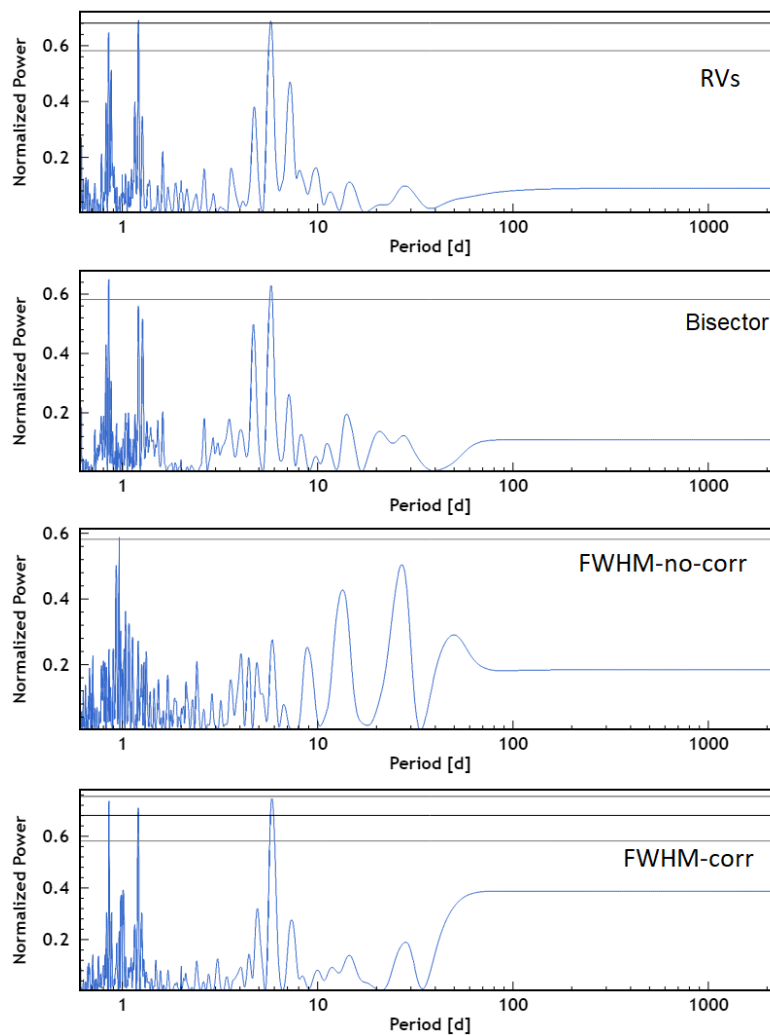 Normalized Power
0.6
0.4
0.2
RVs
1 10 100 1000
Period [d]
Normalized Power
0.6
0.4
0.2
Bisector
1 10 100 1000
Period [d]
Normalized Power
0.6
0.4
0.2
FWHM-no-corr
1 10 100 1000
Period [d]
Normalized Power
0.6
0.4
0.2
FWHM-corr
1 10 100 1000
Period [d]